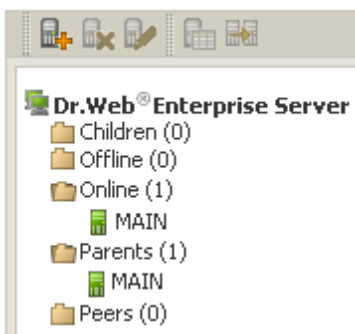 Dr.Web® Enterprise Server
Children (0)
Offline (0)
Online (1)
MAIN
Parents (1)
MAIN
Peers (0)